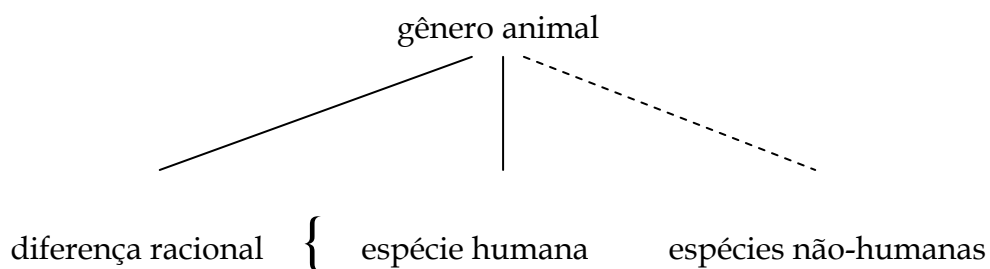 gênero animal
diferença racional { espécie humana espécies não-humanas